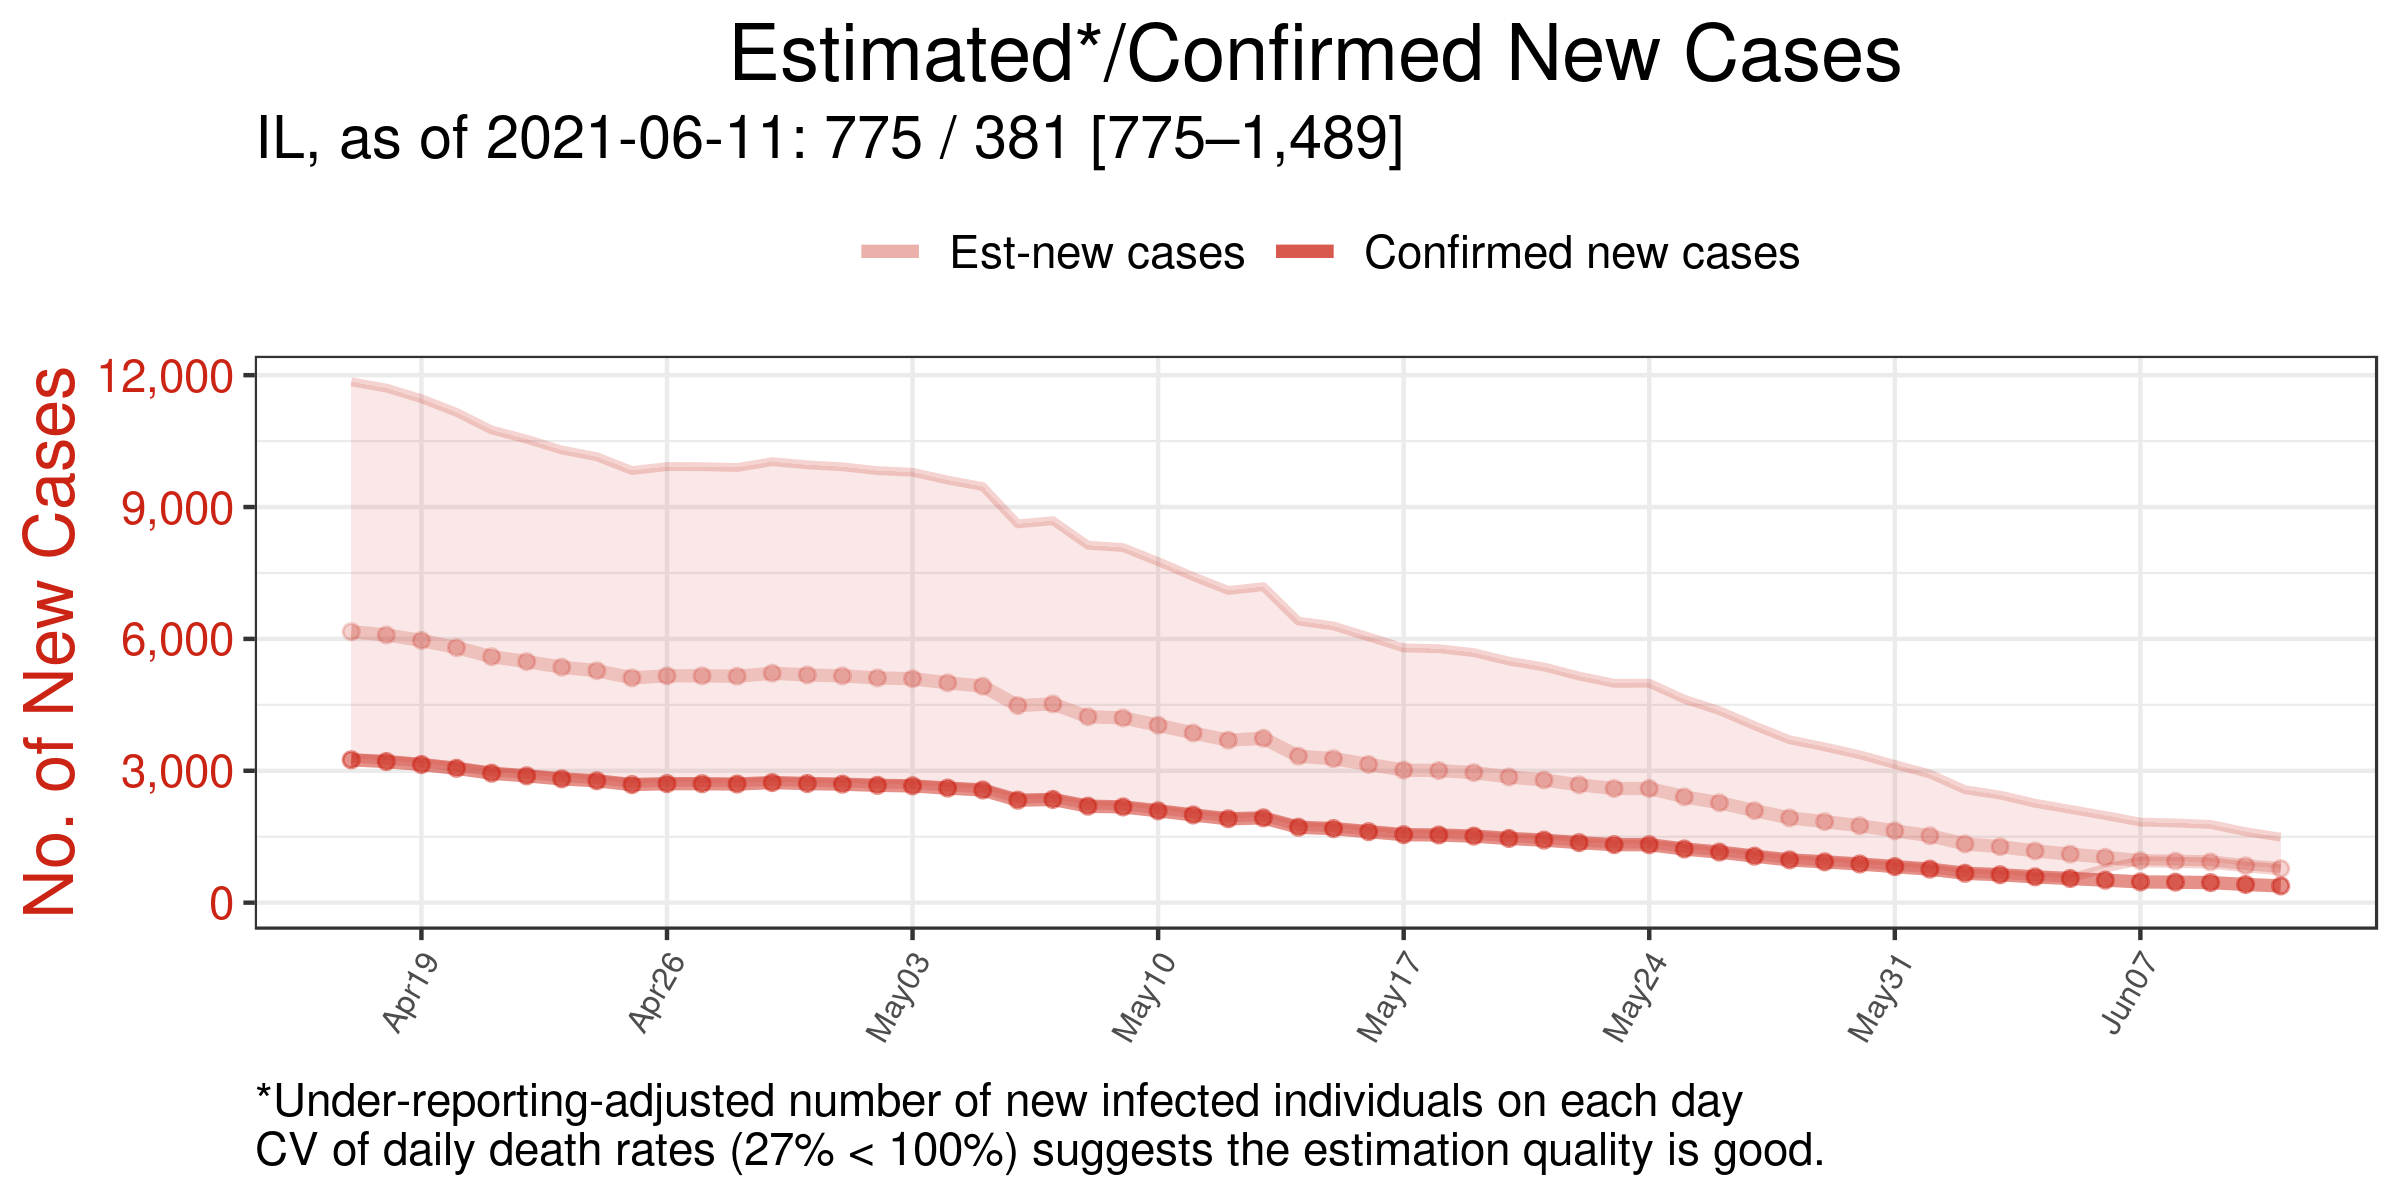 Estimated*/Confirmed New Cases
IL, as of 2021-06-11: 775 / 381 [775–1,489]
Est-new cases
Confirmed new cases
No. of New Cases
12,000
9,000
6,000
3,000
0
Apr19
Apr26
May03
May10
May17
May24
May31
Jun07
*Under-reporting-adjusted number of new infected individuals on each day
CV of daily death rates (27% < 100%) suggests the estimation quality is good.